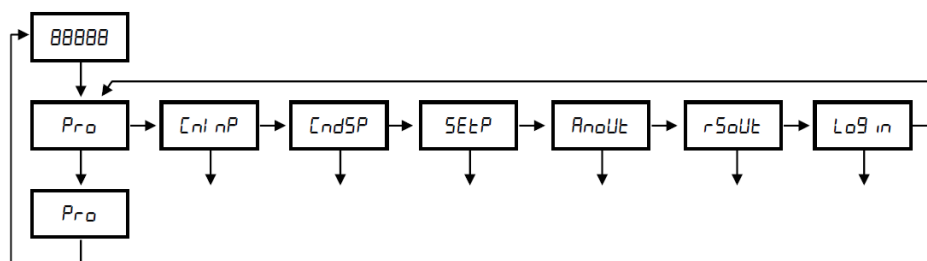 88888
Pro CnInP CndSP SEtP AnoUt rSoUt Log in
Pro